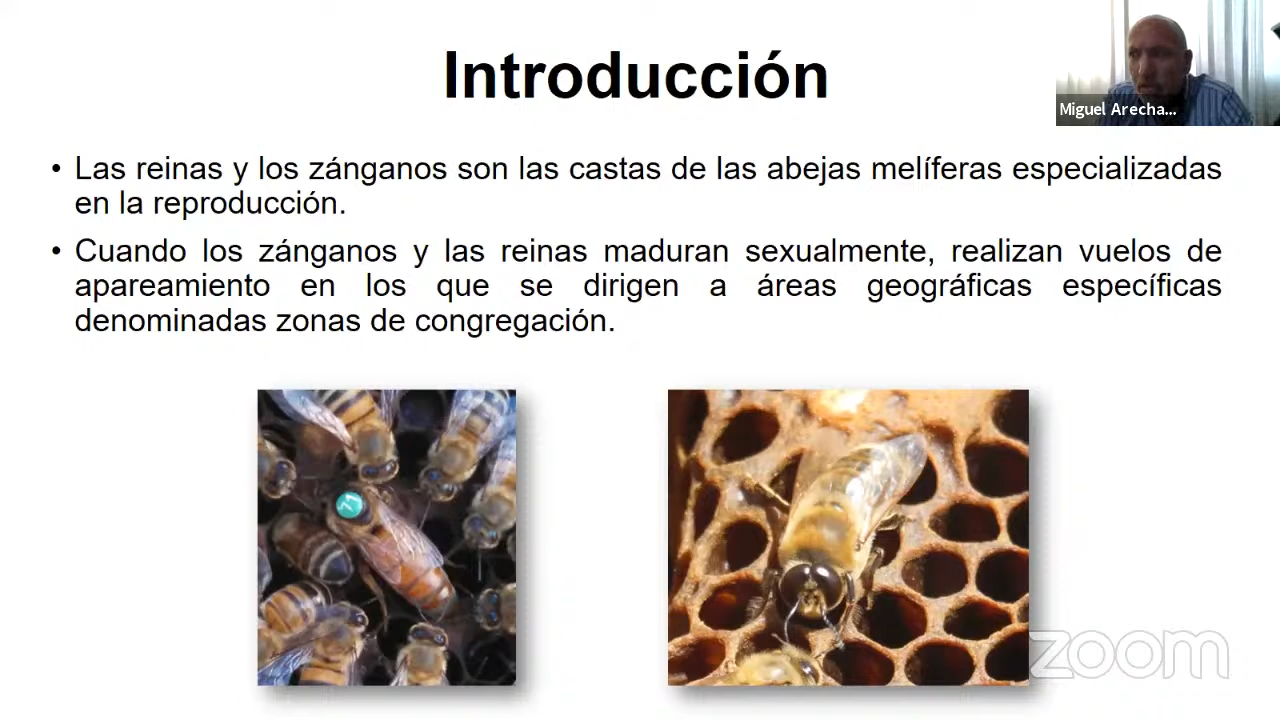 Introducción
Miguel Arecha...
• Las reinas y los zánganos son las castas de las abejas melíferas especializadas
en la reproducción.
• Cuando los zánganos y las reinas maduran sexualmente, realizan vuelos de
apareamiento en los que se dirigen a áreas geográficas específicas
denominadas zonas de congregación.
71
zoom